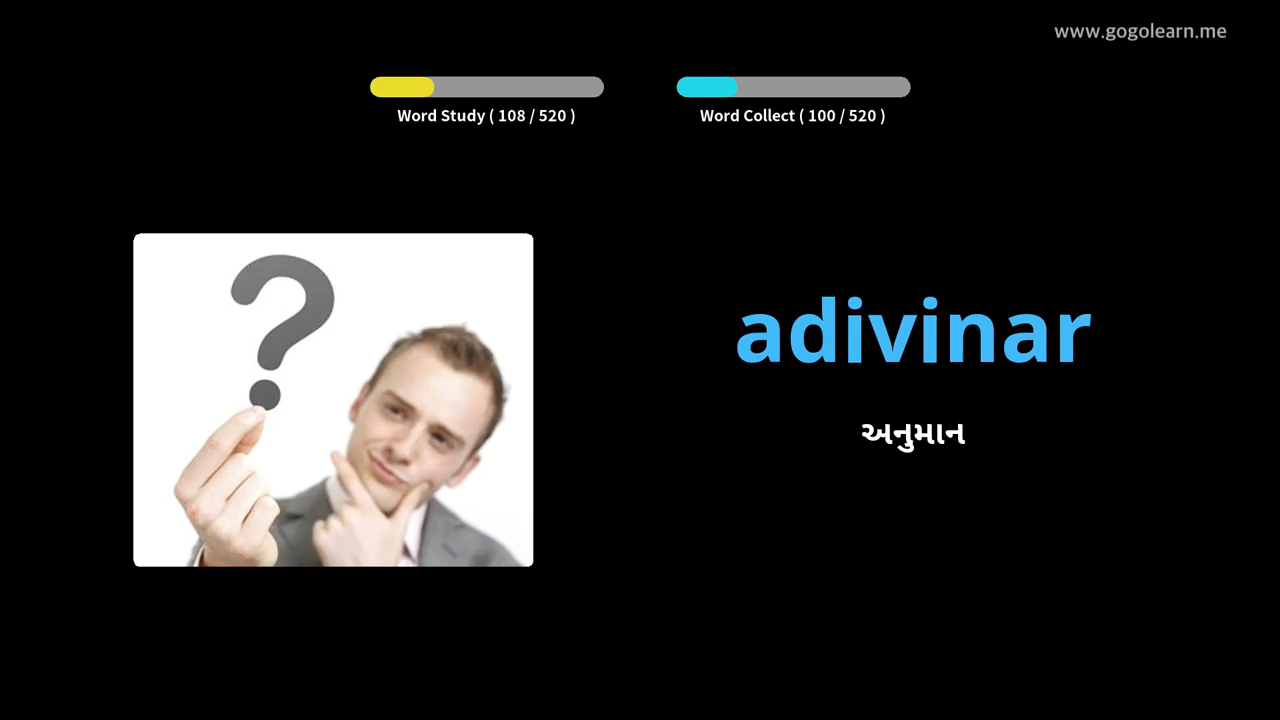 www.gogolearn.me
Word Study ( 108 / 520 )
Word Collect ( 100 / 520 )
?
adivinar
અનુમાન